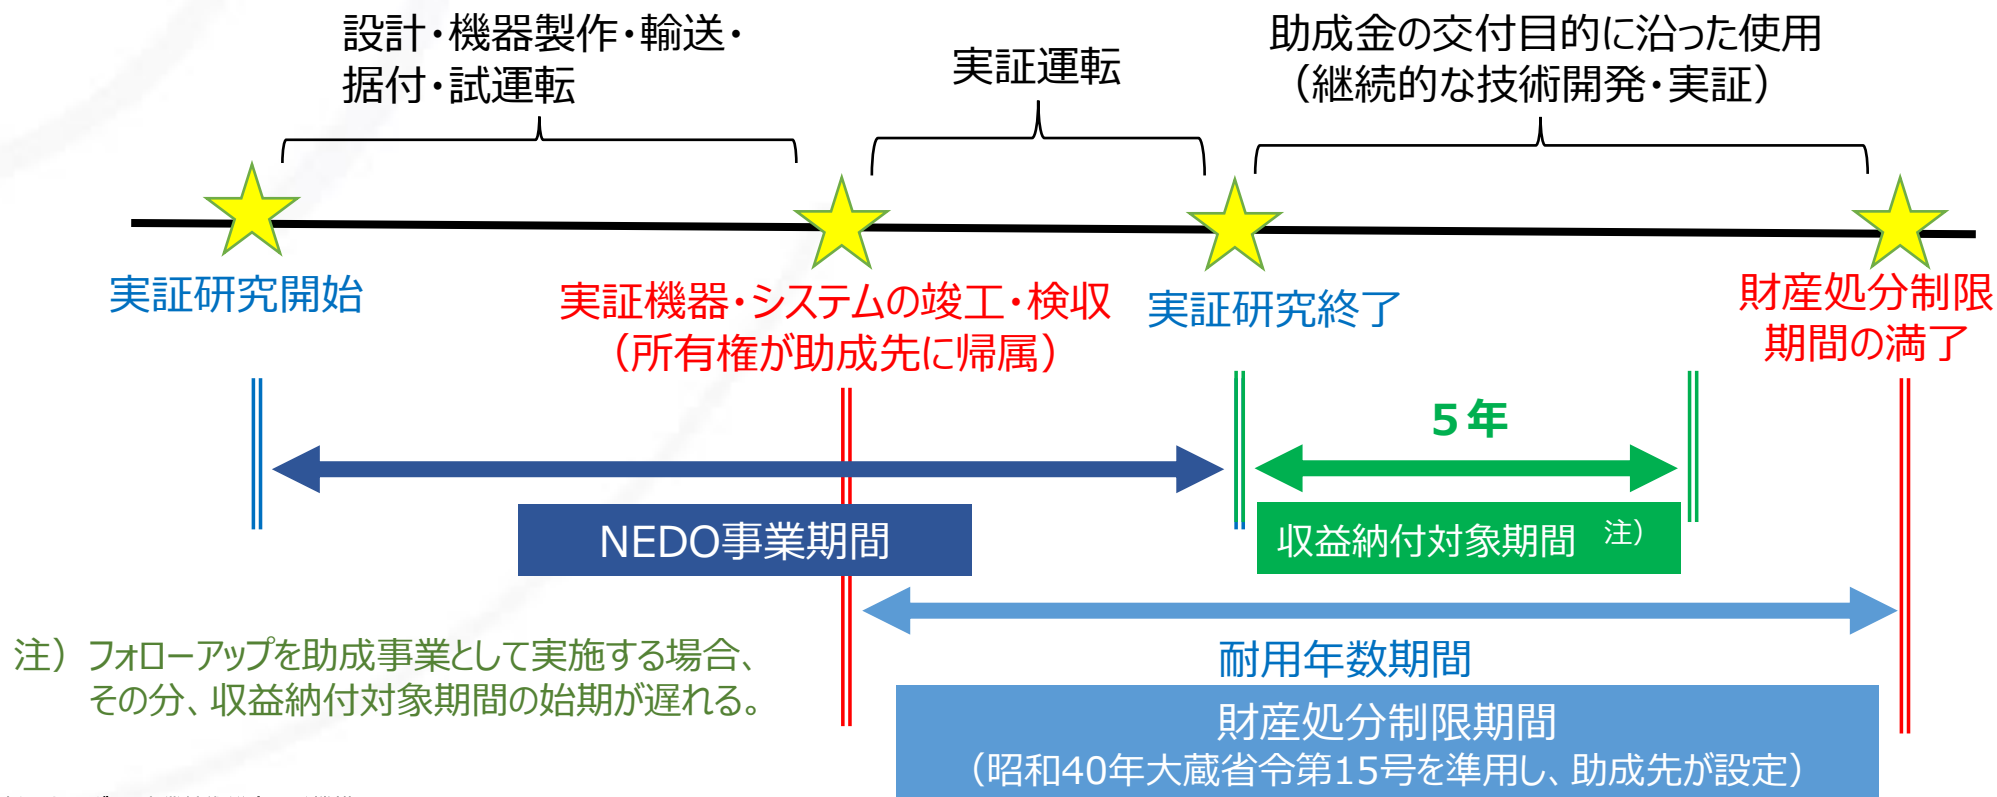 設計・機器製作・輸送・
据付・試運転
実証運転
助成金の交付目的に沿った使用
（継続的な技術開発・実証）
実証研究開始
実証機器・システムの竣工・検収
（所有権が助成先に帰属）
実証研究終了
財産処分制限
期間の満了
５年
NEDO事業期間
収益納付対象期間 注）
注）フォローアップを助成事業として実施する場合、
その分、収益納付対象期間の始期が遅れる。
耐用年数期間
財産処分制限期間
（昭和40年大蔵省令第15号を準用し、助成先が設定）